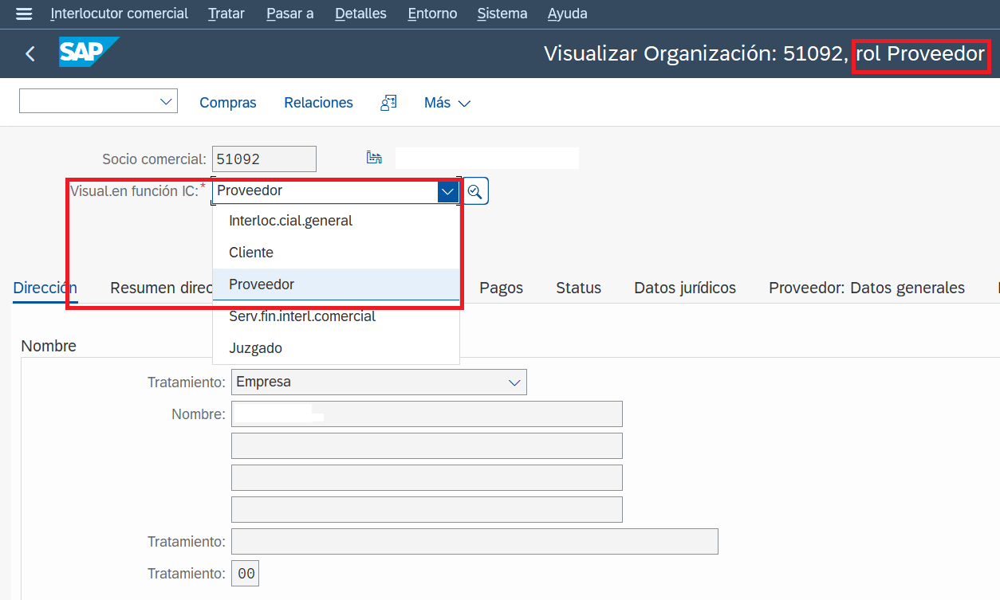 Interlocutor comercial Tratar Pasar a Detalles Entorno Sistema Ayuda
SAP Visualizar Organización: 51092, rol Proveedor
Compras Relaciones Más
Socio comercial: 51092
Visual.en función IC:* Proveedor
Interloc.cial.general
Cliente
Proveedor
Serv.fin.interl.comercial
Juzgado
Dirección Resumen direc Pagos Status Datos jurídicos Proveedor: Datos generales
Nombre
Tratamiento: Empresa
Nombre:
Tratamiento:
Tratamiento: 00